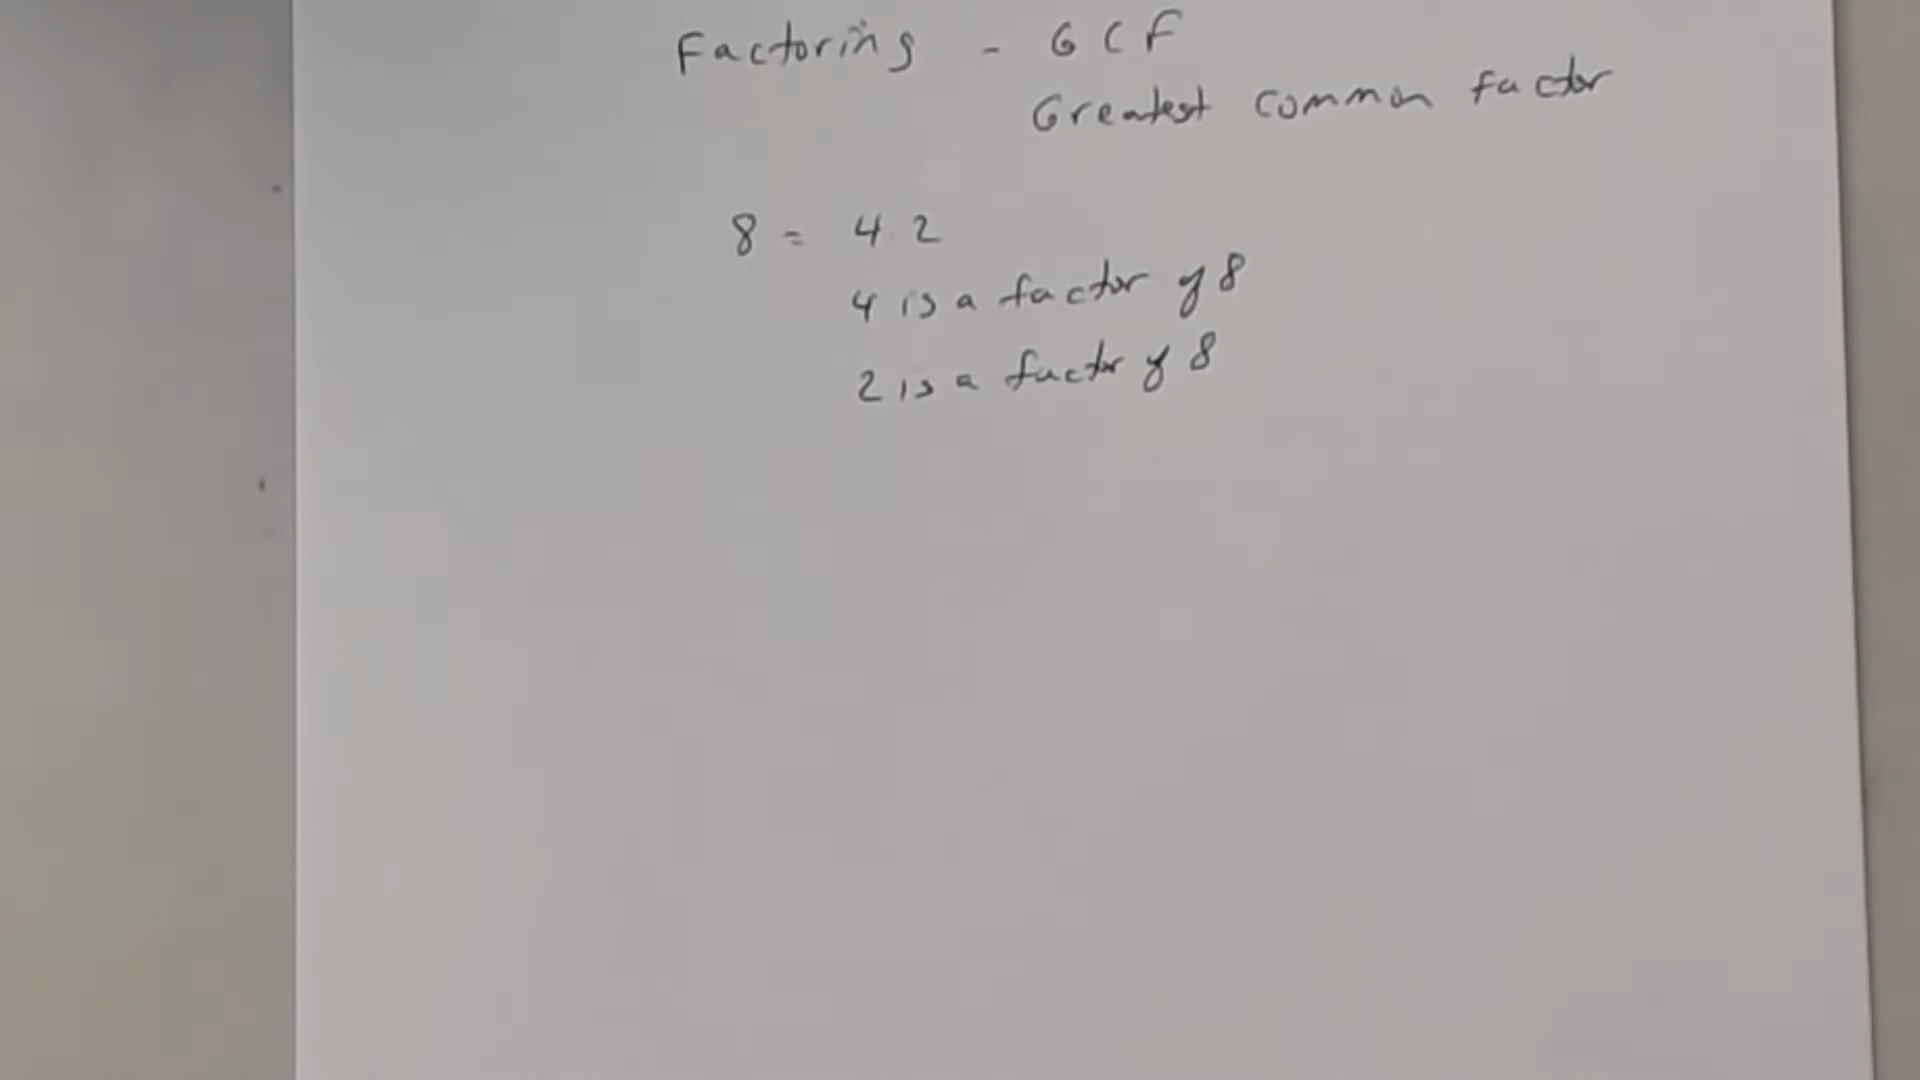 Factoring - GCF
Greatest common factor
8 = 4 · 2
4 is a factor of 8
2 is a factor of 8